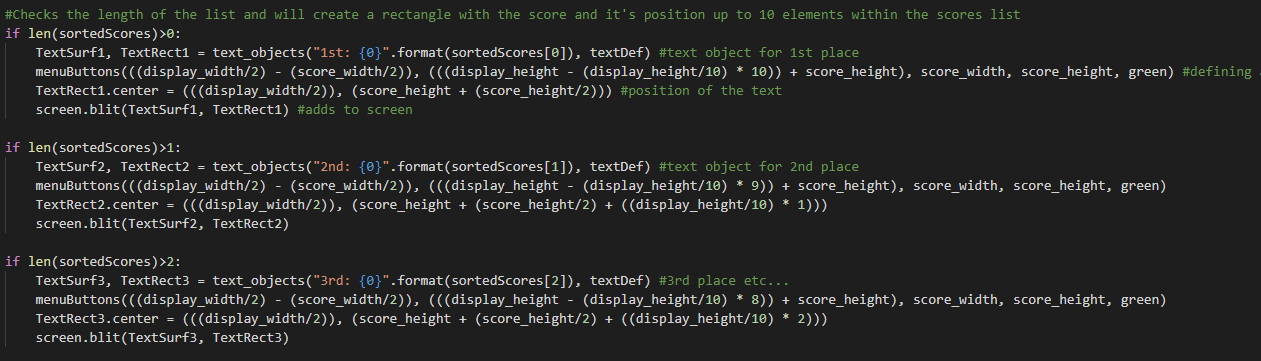 #Checks the length of the list and will create a rectangle with the score and it's position up to 10 elements within the scores list
if len(sortedScores)>0:
    TextSurf1, TextRect1 = text_objects("1st: {0}".format(sortedScores[0]), textDef) #text object for 1st place
    menuButtons(((display_width/2) - (score_width/2)), (((display_height - (display_height/10) * 10)) + score_height), score_width, score_height, green) #defining
    TextRect1.center = (((display_width/2)), (score_height + (score_height/2))) #position of the text
    screen.blit(TextSurf1, TextRect1) #adds to screen
if len(sortedScores)>1:
    TextSurf2, TextRect2 = text_objects("2nd: {0}".format(sortedScores[1]), textDef) #text object for 2nd place
    menuButtons(((display_width/2) - (score_width/2)), (((display_height - (display_height/10) * 9)) + score_height), score_width, score_height, green)
    TextRect2.center = (((display_width/2)), (score_height + (score_height/2) + ((display_height/10) * 1)))
    screen.blit(TextSurf2, TextRect2)
if len(sortedScores)>2:
    TextSurf3, TextRect3 = text_objects("3rd: {0}".format(sortedScores[2]), textDef) #3rd place etc...
    menuButtons(((display_width/2) - (score_width/2)), (((display_height - (display_height/10) * 8)) + score_height), score_width, score_height, green)
    TextRect3.center = (((display_width/2)), (score_height + (score_height/2) + ((display_height/10) * 2)))
    screen.blit(TextSurf3, TextRect3)